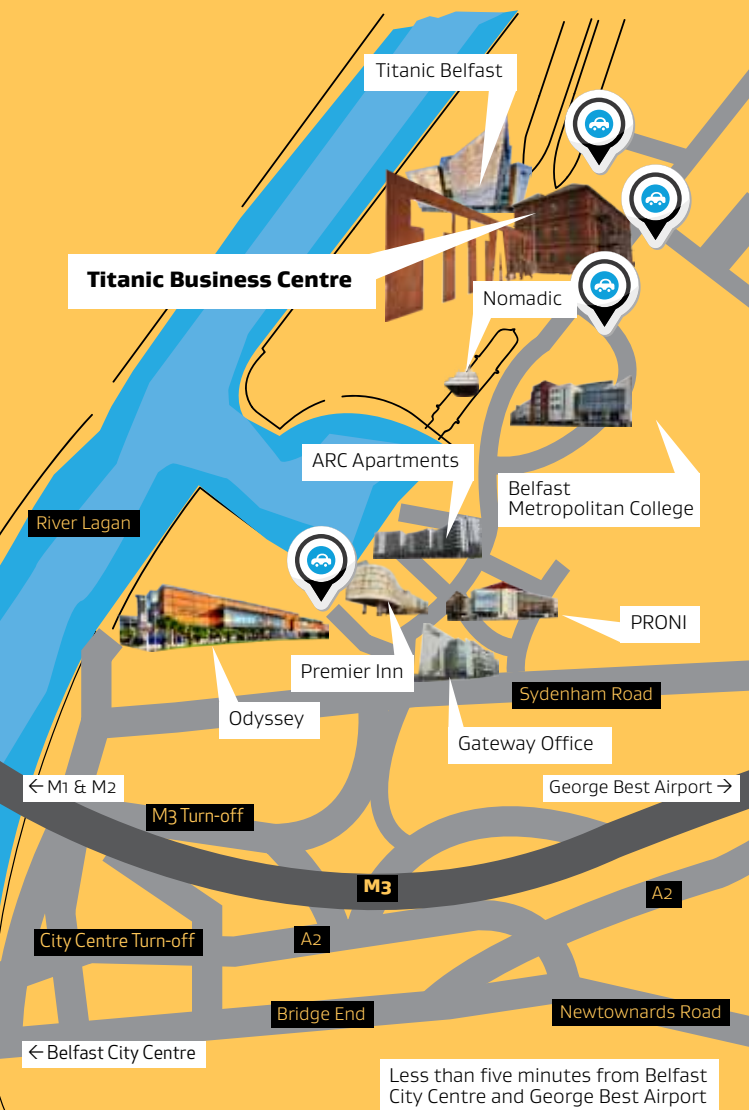 Titanic Belfast
TITANIC
Titanic Business Centre
Nomadic
ARC Apartments
Belfast
Metropolitan College
River Lagan
PRONI
Premier Inn
Sydenham Road
Odyssey
Gateway Office
← M1 & M2
George Best Airport →
M3 Turn-off
M3
A2
City Centre Turn-off
A2
Bridge End
Newtownards Road
← Belfast City Centre
Less than five minutes from Belfast
City Centre and George Best Airport